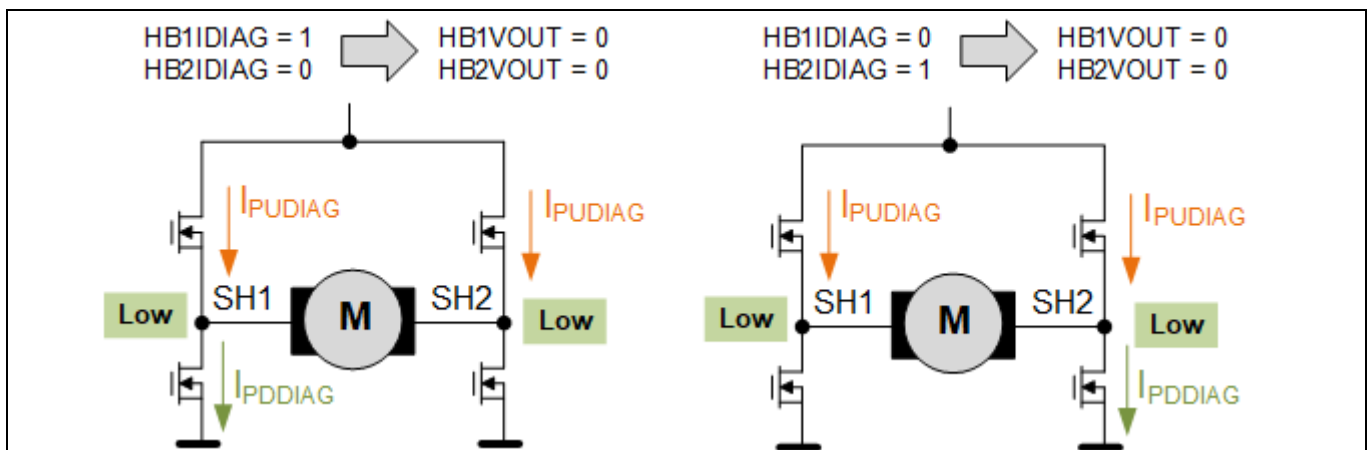 HB1IDIAG = 1
HB2IDIAG = 0
HB1VOUT = 0
HB2VOUT = 0
HB1IDIAG = 0
HB2IDIAG = 1
HB1VOUT = 0
HB2VOUT = 0
IPUDIAG
IPUDIAG
IPUDIAG
IPUDIAG
Low
SH1
M
SH2
Low
Low
SH1
M
SH2
Low
IPDDIAG
IPDDIAG